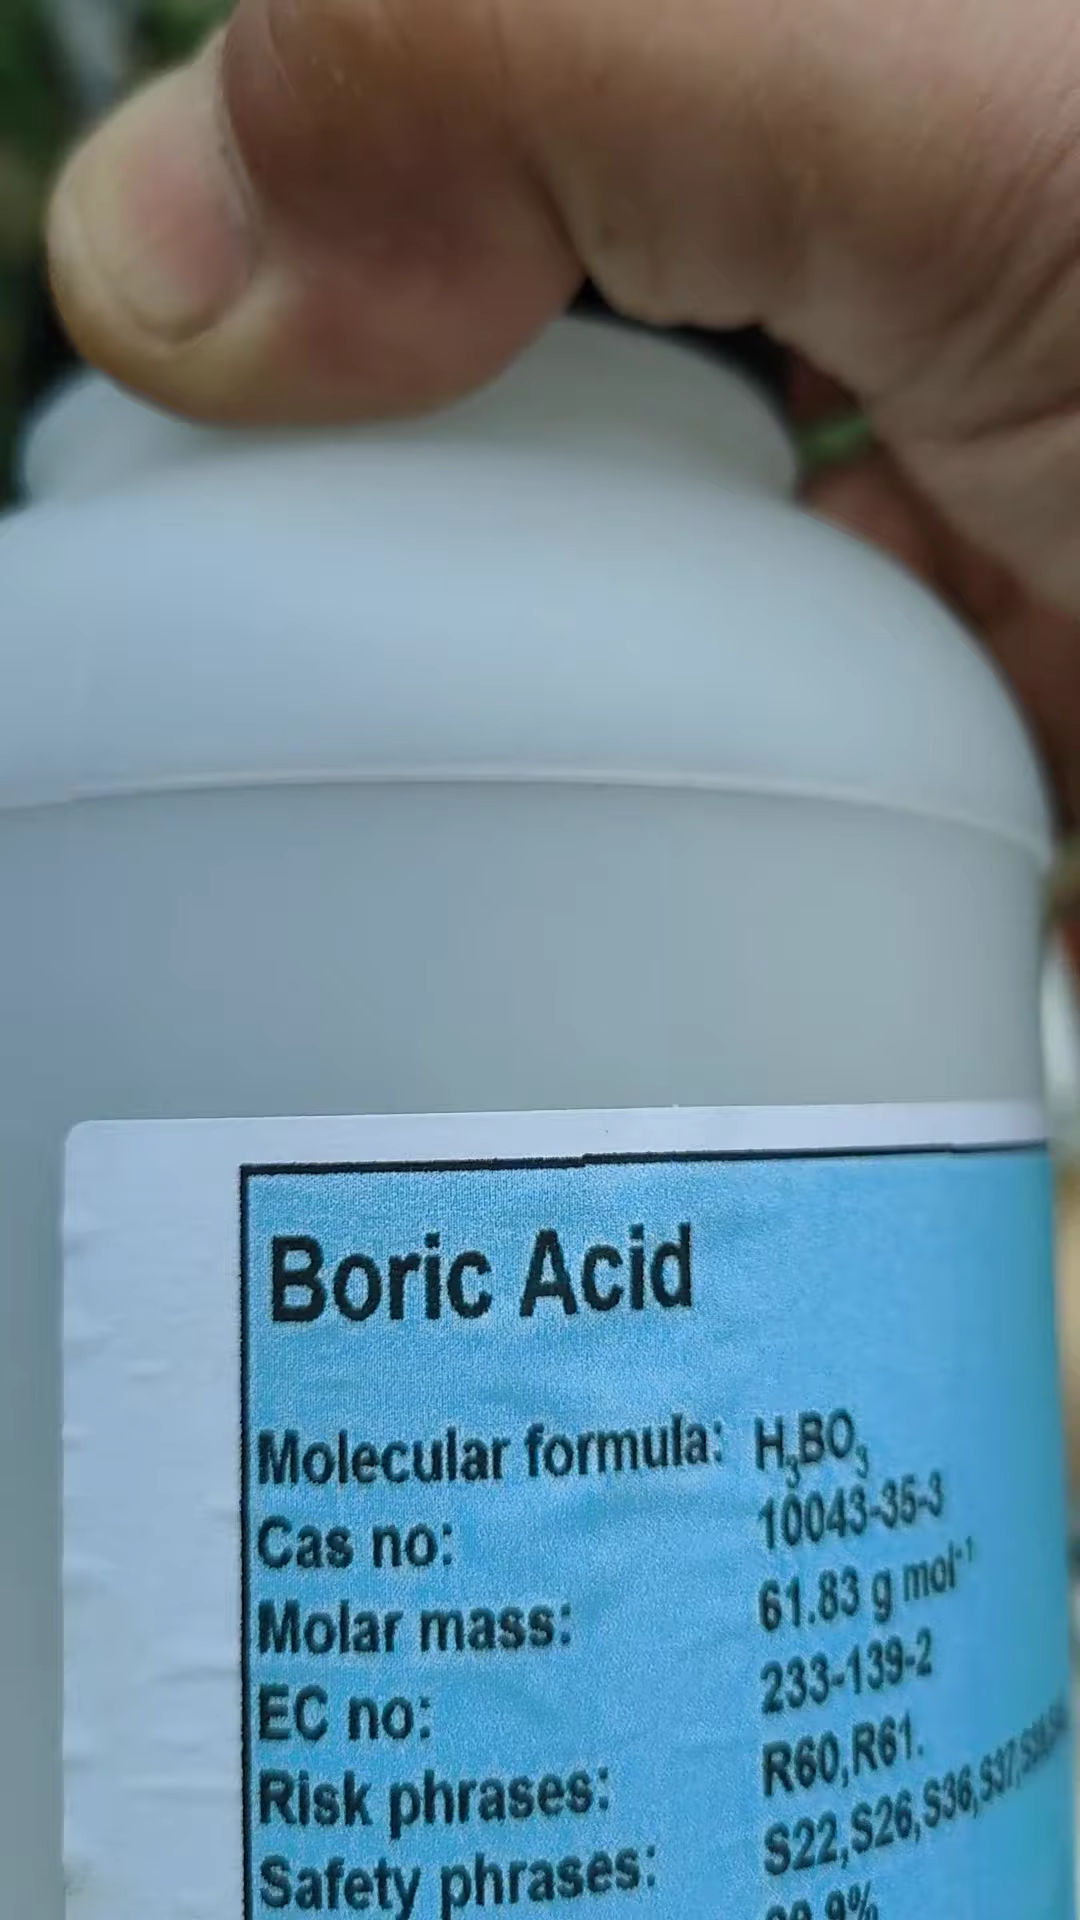 Boric Acid
Molecular formula: H₃BO₃
Cas no: 10043-35-3
Molar mass: 61.83 g mol⁻¹
EC no: 233-139-2
Risk phrases: R60,R61.
Safety phrases: S22,S26,S36,S37,